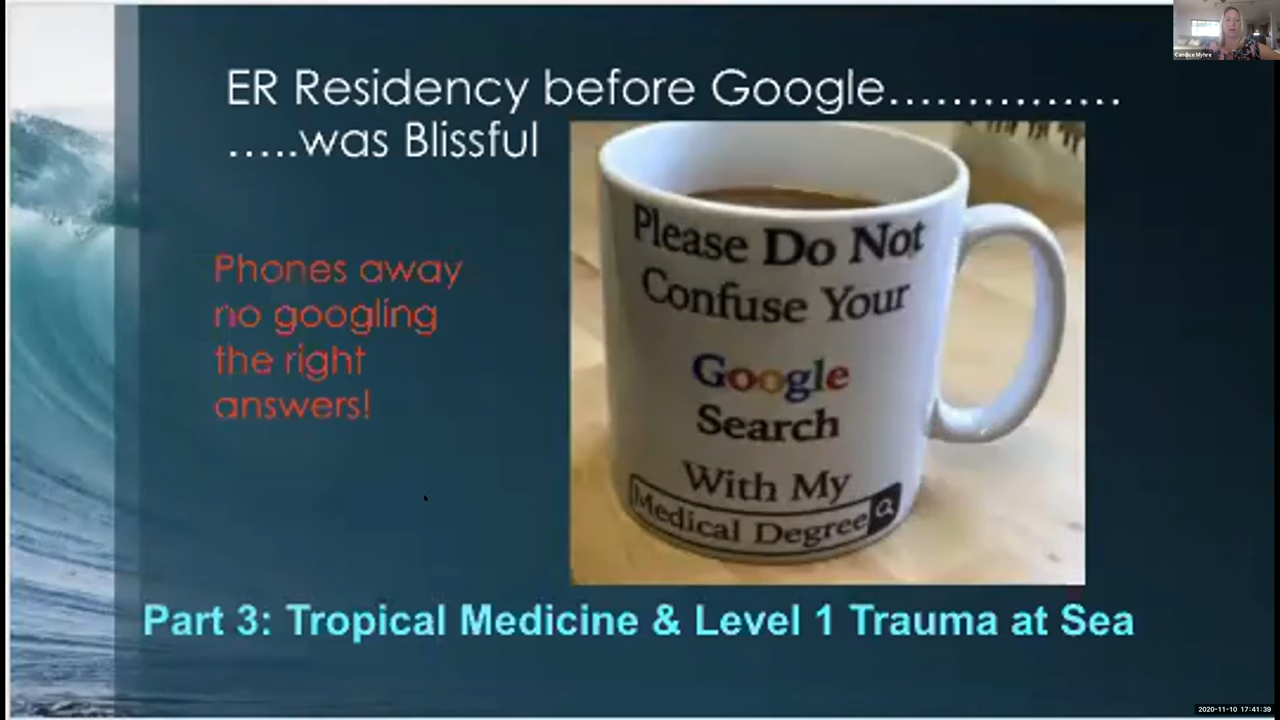 ER Residency before Google……………
…..was Blissful
Phones away
no googling
the right
answers!
Please Do Not
Confuse Your
Google
Search
With My
Medical Degree
Part 3: Tropical Medicine & Level 1 Trauma at Sea
Candice Myhre
2020-11-10 17:41:39